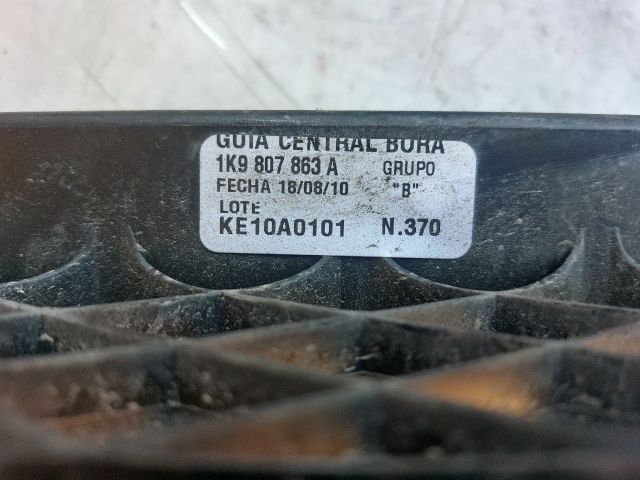 GUIA CENTRAL BORA
1K9 807 863 A GRUPO
FECHA 18/08/10 "B"
LOTE
KE10A0101 N.370